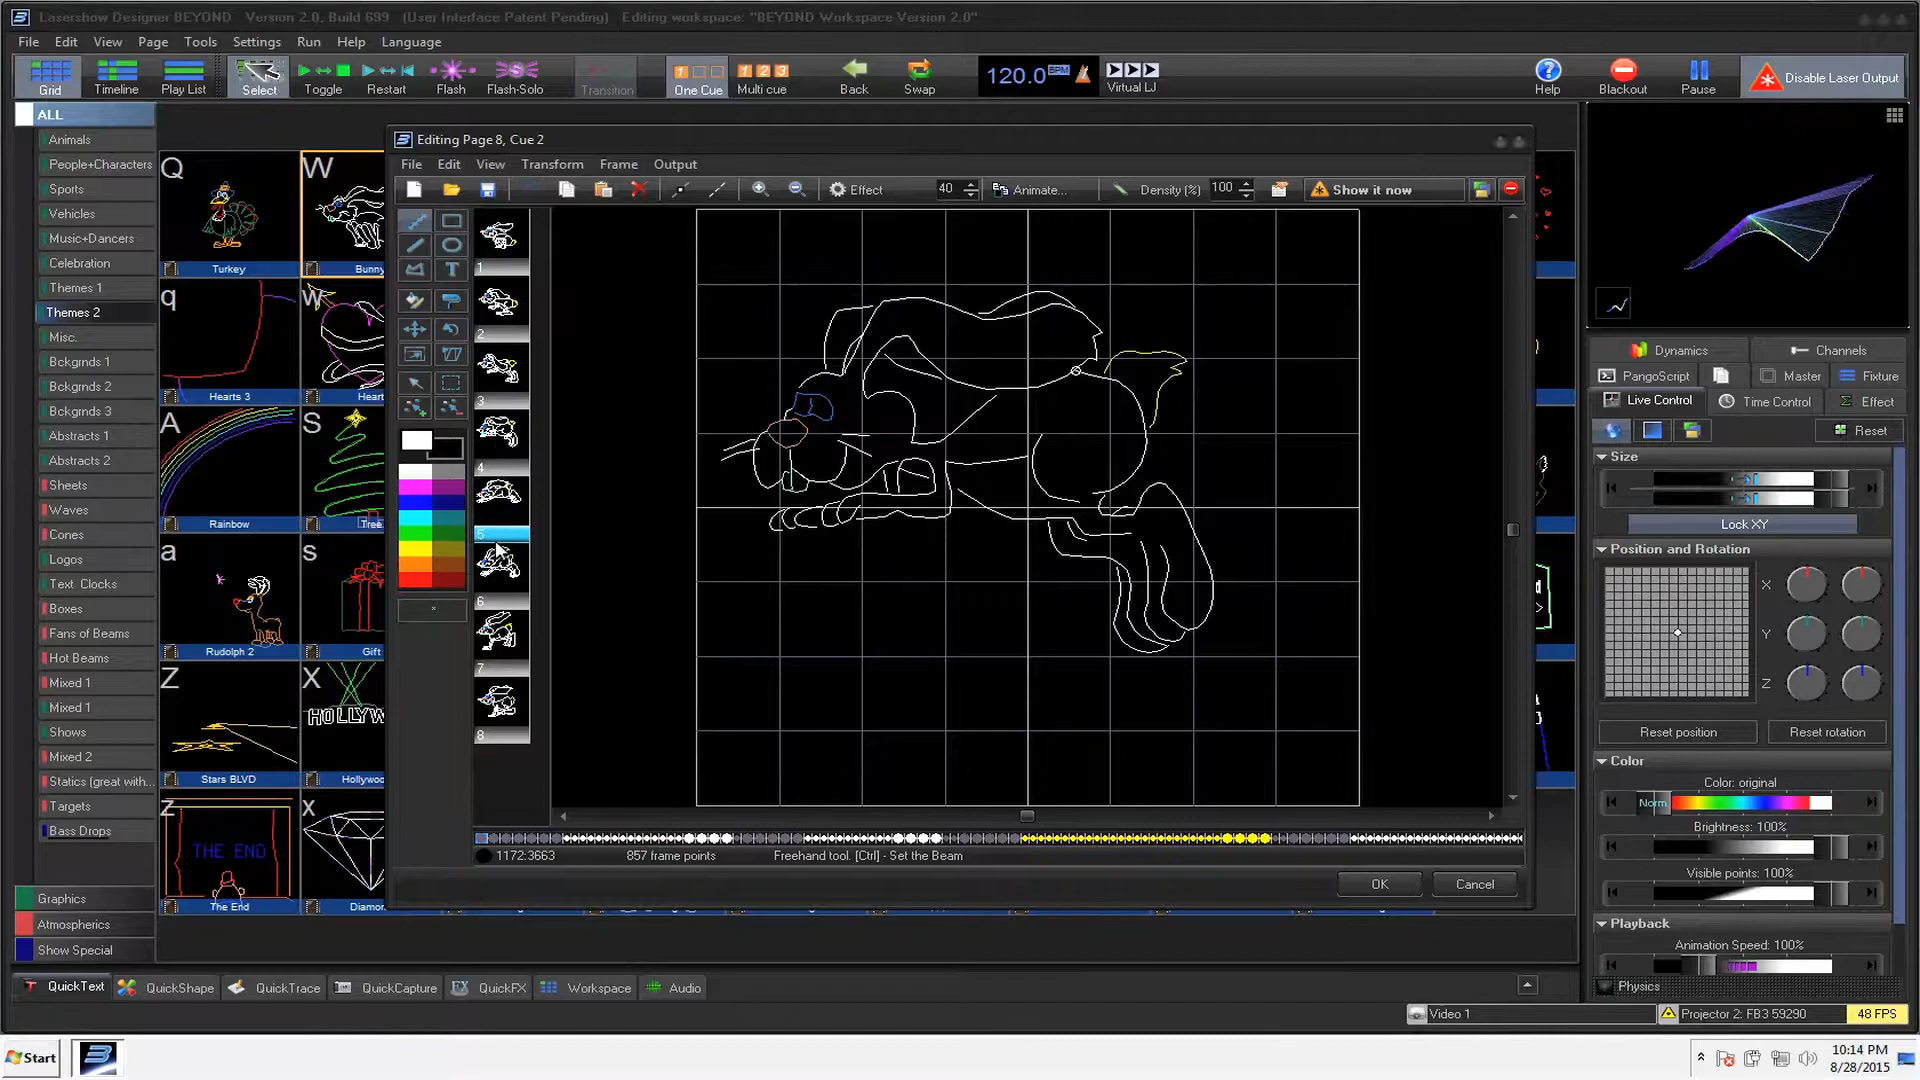 Lasershow Designer BEYOND   Version 2.0, Build 699   (User Interface Patent Pending)   Editing workspace: "BEYOND Workspace Version 2.0"
File Edit View Page Tools Settings Run Help Language
Grid Timeline Play List Select Toggle Restart Flash Flash-Solo Transition One Cue Multi cue Back Swap 120.0 BPM Virtual LJ Help Blackout Pause Disable Laser Output
ALL
Animals
People+Characters
Sports
Vehicles
Music+Dancers
Celebration
Themes 1
Themes 2
Misc.
Bckgrnds 1
Bckgrnds 2
Bckgrnds 3
Abstracts 1
Abstracts 2
Sheets
Waves
Cones
Logos
Text Clocks
Boxes
Fans of Beams
Hot Beams
Mixed 1
Mixed 1
Shows
Mixed 2
Statics (great with...
Targets
Bass Drops
Graphics
Atmospherics
Show Special
Q W
Turkey Bunny
q w
Hearts 3 Heart
A S
Rainbow Tree
a s
Rudolph 2 Gift
Z X
HOLLYW
Stars BLVD Hollywoo
z x
THE END
The End Diamon
Editing Page 8, Cue 2
File Edit View Transform Frame Output
Effect 40 Animate... Density (%) 100 Show it now
T
1
2
3
4
5
6
7
8
1172:3663 857 frame points Freehand tool. [Ctrl] - Set the Beam
OK Cancel
Dynamics Channels
PangoScript Master Fixture
Live Control Time Control Effect
Reset
Size
Lock XY
Position and Rotation
X
Y
Z
Reset position Reset rotation
Color
Color: original
Norm.
Brightness: 100%
Visible points: 100%
Playback
Animation Speed: 100%
Physics
QuickText QuickShape QuickTrace QuickCapture FX QuickFX Workspace Audio
Video 1 Projector 2: FB3 59290 48 FPS
Start
10:14 PM
8/28/2015